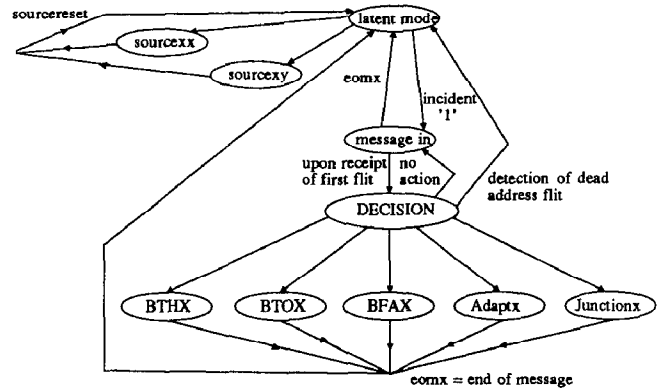 sourcereset
latent mode
sourcexx
sourcexy
eomx
incident
'1'
message in
upon receipt
of first flit
no
action
detection of dead
address flit
DECISION
BTHX
BTOX
BFAX
Adaptx
Junctionx
eomx = end of message